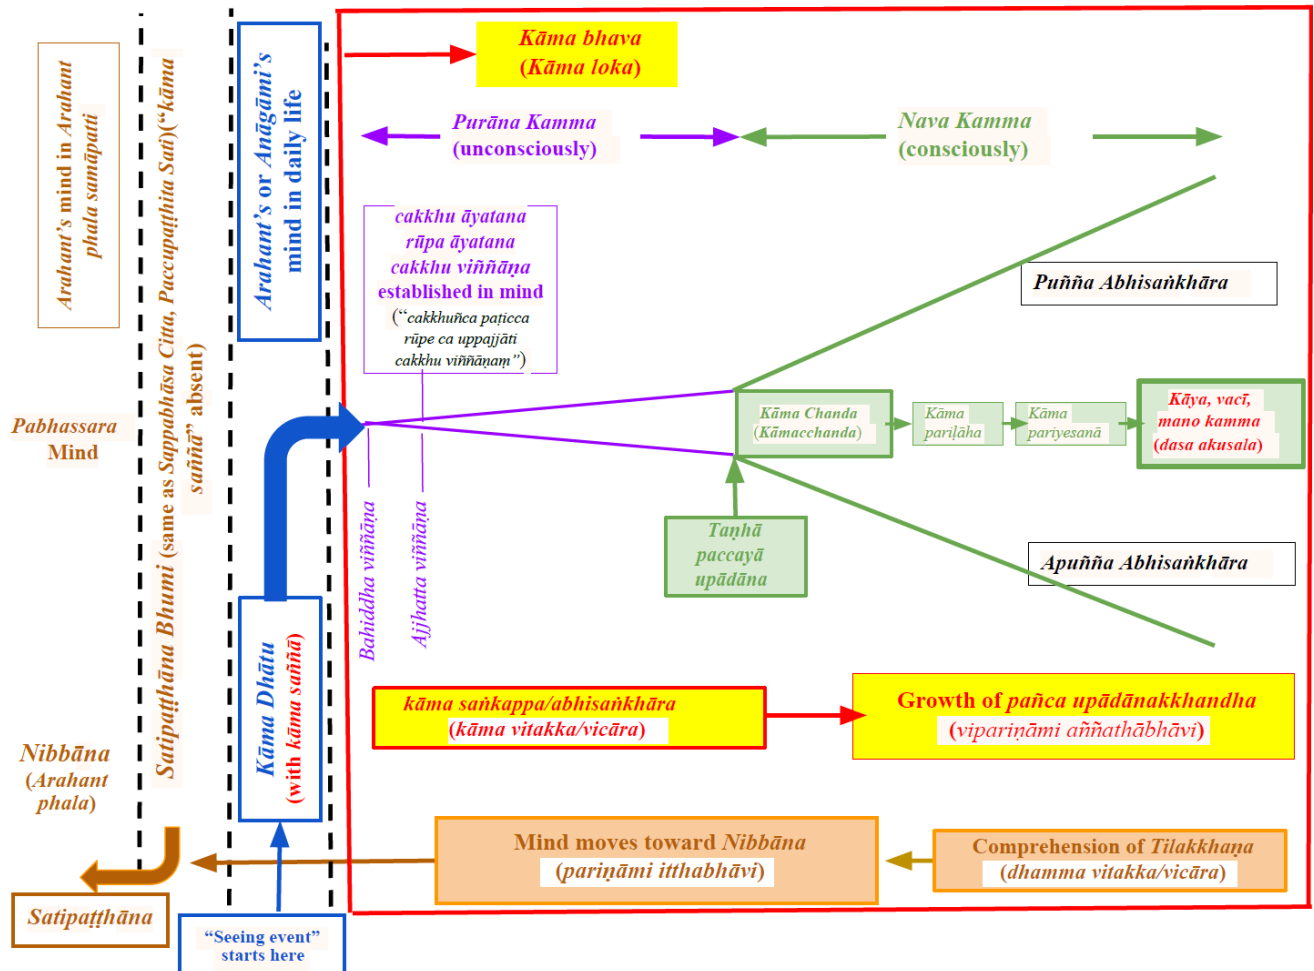 Arahant’s mind in Arahant
phala samāpatti
Pabhassara
Mind
Nibbāna
(Arahant
phala)
Satipaṭṭhāna
Satipaṭṭhāna Bhumi (same as Sappabhāsa Citta, Paccupaṭṭhita Sati)(“kāma
saññā” absent)
Arahant’s or Anāgāmi’s
mind in daily life
Kāma Dhātu
(with kāma saññā)
“Seeing event”
starts here
Kāma bhava
(Kāma loka)
Purāna Kamma
(unconsciously)
Nava Kamma
(consciously)
cakkhu āyatana
rūpa āyatana
cakkhu viññāṇa
established in mind
(“cakkhuñca paṭicca
rūpe ca uppajjāti
cakkhu viññāṇaṃ”)
Bahiddha viññāṇa
Ajjhatta viññāṇa
Puñña Abhisaṅkhāra
Kāma Chanda
(Kāmacchanda)
Kāma
pariḷāha
Kāma
pariyesanā
Kāya, vacī,
mano kamma
(dasa akusala)
Taṇhā
paccayā
upādāna
Apuñña Abhisaṅkhāra
kāma saṅkappa/abhisaṅkhāra
(kāma vitakka/vicāra)
Growth of pañca upādānakkhandha
(vipariṇāmi aññathābhāvi)
Mind moves toward Nibbāna
(pariṇāmi itthabhāvi)
Comprehension of Tilakkhaṇa
(dhamma vitakka/vicāra)